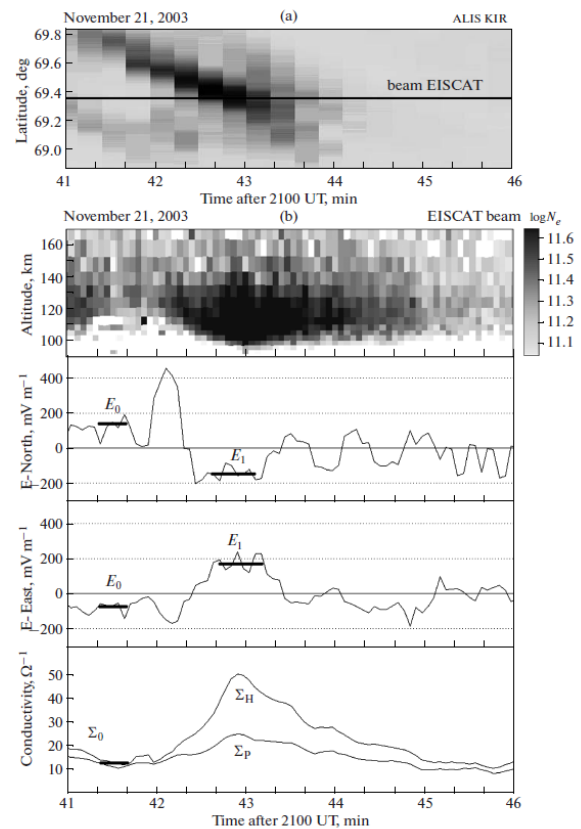 November 21, 2003 (a) ALIS KIR
69.8
69.6
69.4
69.2
69.0
Latitude, deg
beam EISCAT
41 42 43 44 45 46
Time after 2100 UT, min
November 21, 2003 (b) EISCAT beam
logNₑ
11.6
11.5
11.4
11.3
11.2
11.1
160
140
120
100
Altitude, km
400
200
0
−200
E-North, mV m⁻¹
E₀
E₁
400
200
0
−200
E-East, mV m⁻¹
E₀
E₁
50
40
30
20
10
Conductivity, Ω⁻¹
Σ₀
Σ_H
Σ_P
41 42 43 44 45 46
Time after 2100 UT, min